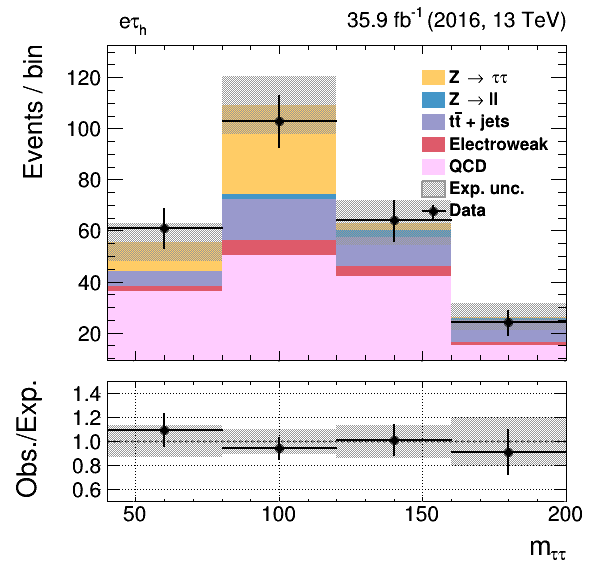 eτh 35.9 fb-1 (2016, 13 TeV)
Events / bin
120
100
80
60
40
20
Z → ττ
Z → ll
tt̄ + jets
Electroweak
QCD
Exp. unc.
Data
Obs./Exp.
1.4
1.2
1.0
0.8
0.6
50 100 150 200
mττ